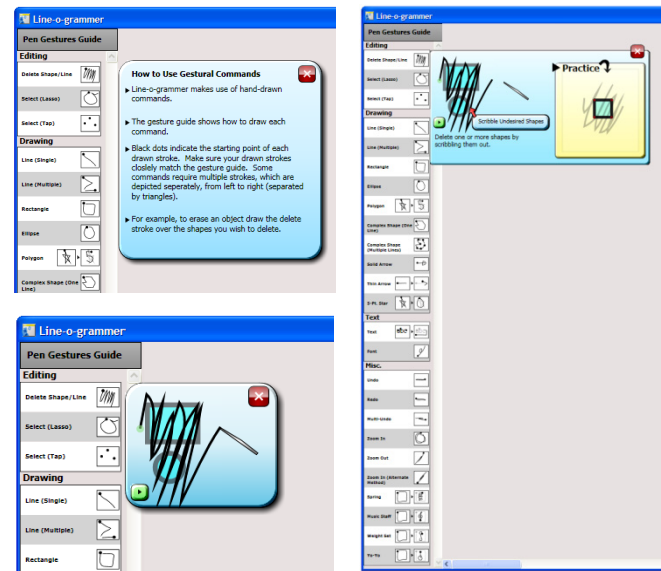 Line-o-grammer
Pen Gestures Guide
Editing
Delete Shape/Line
Select (Lasso)
Select (Tap)
Drawing
Line (Single)
Line (Multiple)
Rectangle
Ellipse
Polygon
Complex Shape (One
Line)
How to Use Gestural Commands
Line-o-grammer makes use of hand-drawn
commands.
The gesture guide shows how to draw each
command.
Black dots indicate the starting point of each
drawn stroke. Make sure your drawn strokes
closlely match the gesture guide. Some
commands require multiple strokes, which are
depicted seperately, from left to right (separated
by triangles).
For example, to erase an object draw the delete
stroke over the shapes you wish to delete.
Line-o-grammer
Pen Gestures Guide
Editing
Delete Shape/Line
Select (Lasso)
Select (Tap)
Drawing
Line (Single)
Line (Multiple)
Rectangle
Line-o-grammer
Pen Gestures Guide
Editing
Delete Shape/Line
Select (Lasso)
Select (Tap)
Drawing
Line (Single)
Line (Multiple)
Rectangle
Ellipse
Polygon
Complex Shape (One
Line)
Complex Shape
(Multiple Lines)
Solid Arrow
Thin Arrow
5-Pt. Star
Text
Text
abc
Font
Misc.
Undo
Redo
Multi-Undo
Zoom In
Zoom Out
Zoom In (Alternate
Method)
Spring
Music Staff
Weight Set
Yo-Yo
Practice
Scribble Undesired Shapes
Delete one or more shapes by
scribbling them out.